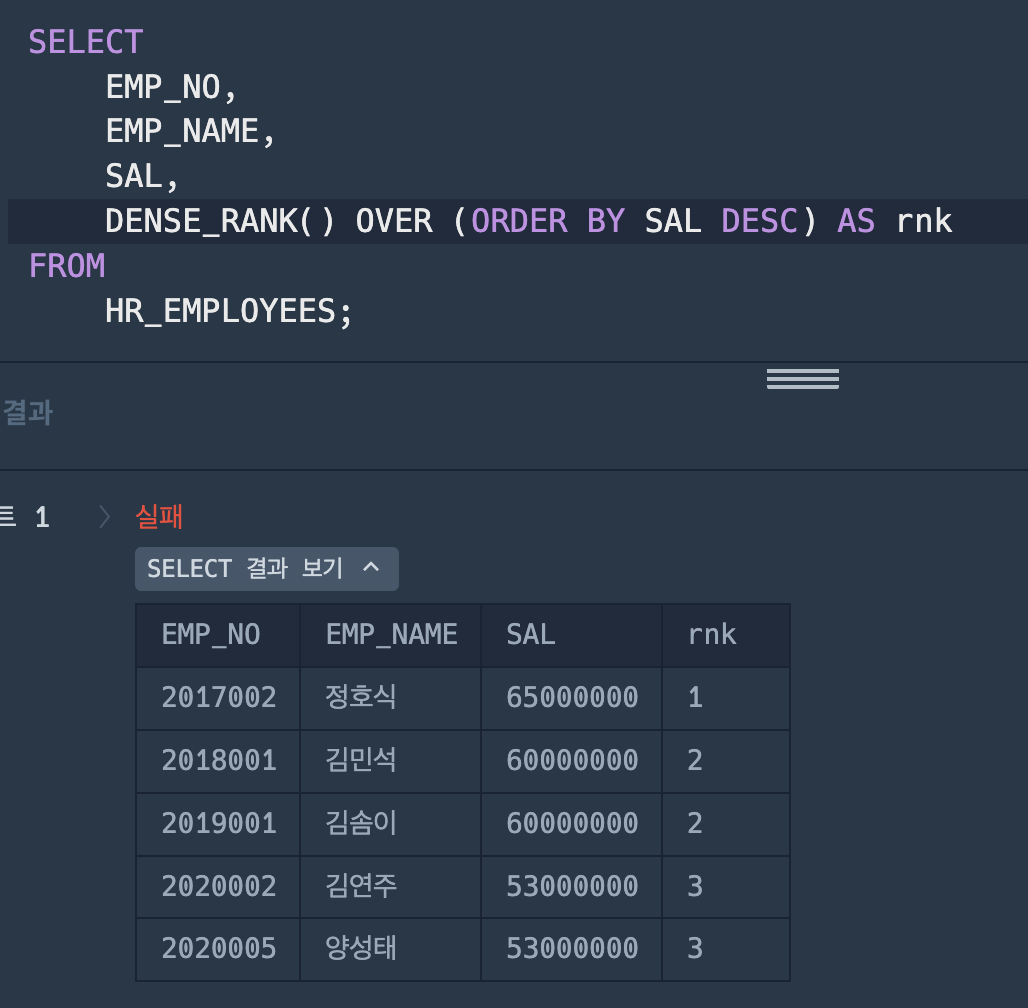 SELECT
EMP_NO,
EMP_NAME,
SAL,
DENSE_RANK() OVER (ORDER BY SAL DESC) AS rnk
FROM
HR_EMPLOYEES;
결과
트 1 > 실패
SELECT 결과 보기
EMP_NO EMP_NAME SAL rnk
2017002 정호식 65000000 1
2018001 김민석 60000000 2
2019001 김솜이 60000000 2
2020002 김연주 53000000 3
2020005 양성태 53000000 3